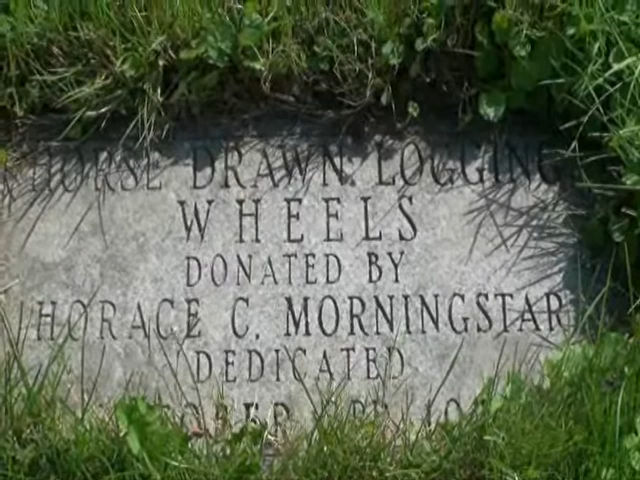 HORSE DRAWN LOGGING
WHEELS
DONATED BY
HORACE C. MORNINGSTAR
DEDICATED